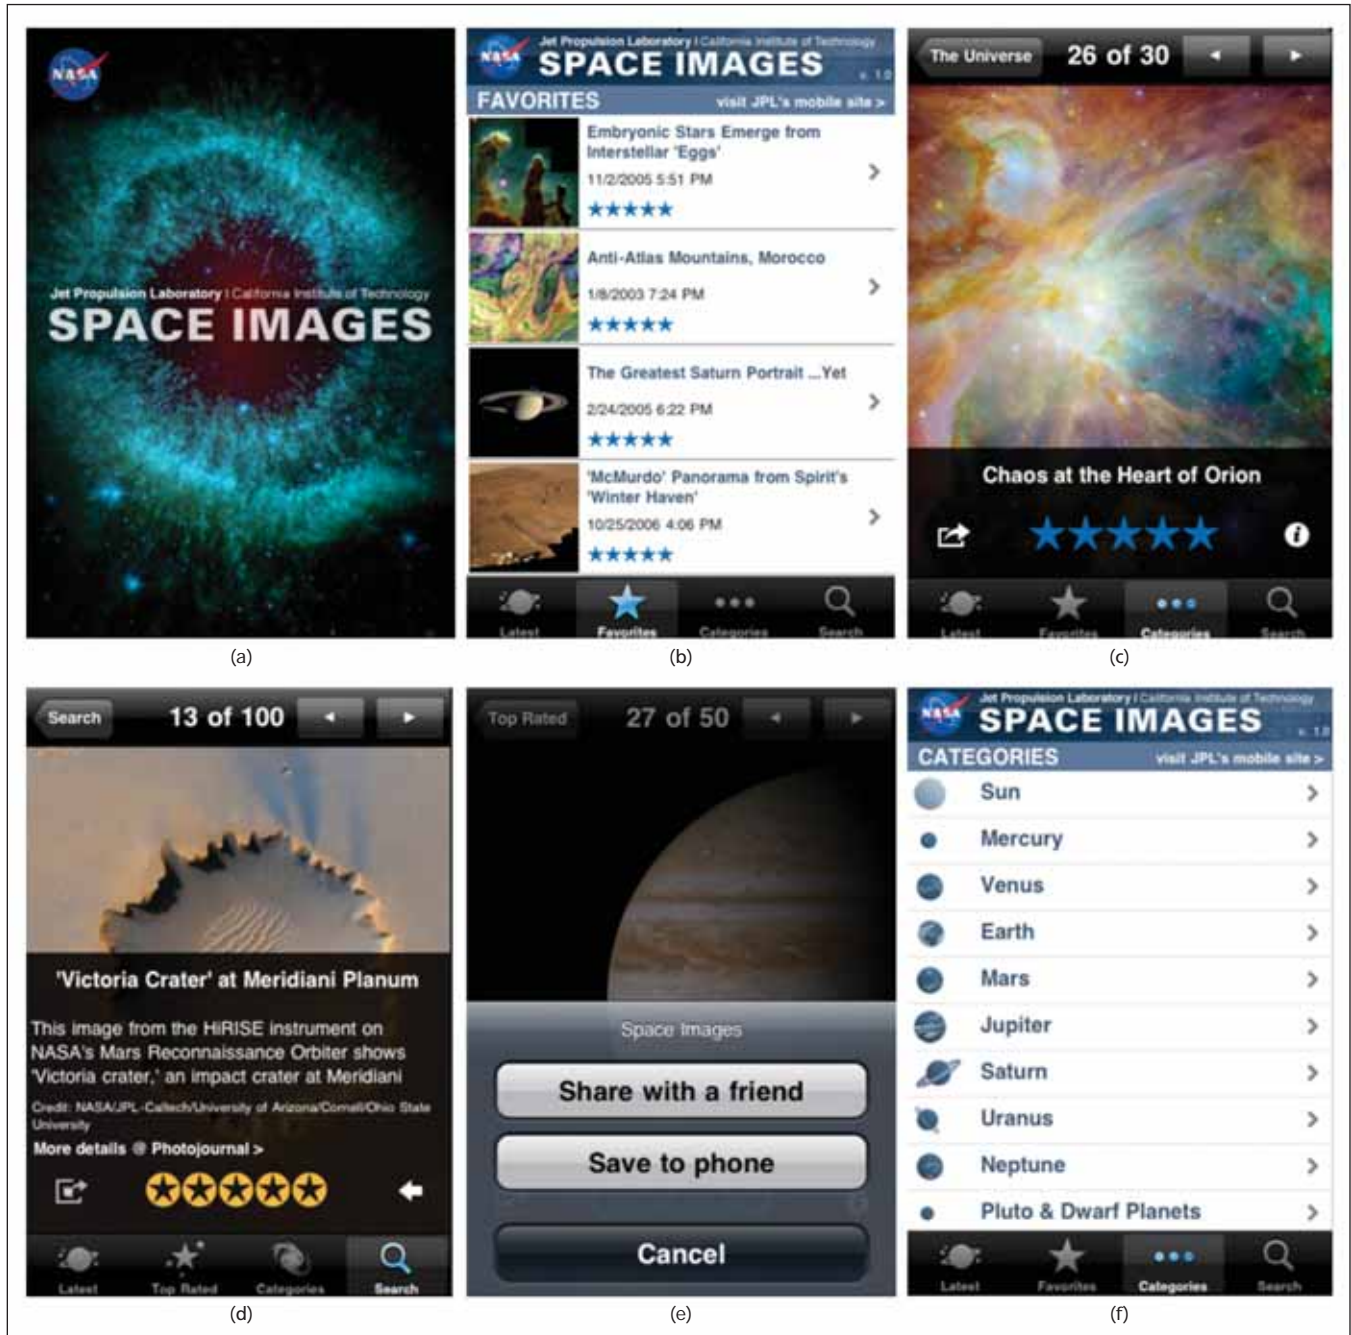 NASA
Jet Propulsion Laboratory | California Institute of Technology
SPACE IMAGES
(a)
NASA
Jet Propulsion Laboratory | California Institute of Technology
SPACE IMAGES
v. 1.0
FAVORITES
visit JPL's mobile site >
Embryonic Stars Emerge from
Interstellar 'Eggs'
11/2/2005 5:51 PM
Anti-Atlas Mountains, Morocco
1/8/2003 7:24 PM
The Greatest Saturn Portrait ...Yet
2/24/2005 6:22 PM
'McMurdo' Panorama from Spirit's
'Winter Haven'
10/25/2006 4:06 PM
Latest Favorites Categories Search
(b)
The Universe 26 of 30
Chaos at the Heart of Orion
Latest Favorites Categories Search
(c)
Search 13 of 100
'Victoria Crater' at Meridiani Planum
This image from the HiRISE instrument on
NASA's Mars Reconnaissance Orbiter shows
'Victoria crater,' an impact crater at Meridiani
Credit: NASA/JPL-Caltech/University of Arizona/Cornell/Ohio State
University
More details @ Photojournal >
Latest Top Rated Categories Search
(d)
Top Rated 27 of 50
Space Images
Share with a friend
Save to phone
Cancel
(e)
NASA
Jet Propulsion Laboratory | California Institute of Technology
SPACE IMAGES
v. 1.0
CATEGORIES
visit JPL's mobile site >
Sun
Mercury
Venus
Earth
Mars
Jupiter
Saturn
Uranus
Neptune
Pluto & Dwarf Planets
Latest Favorites Categories Search
(f)